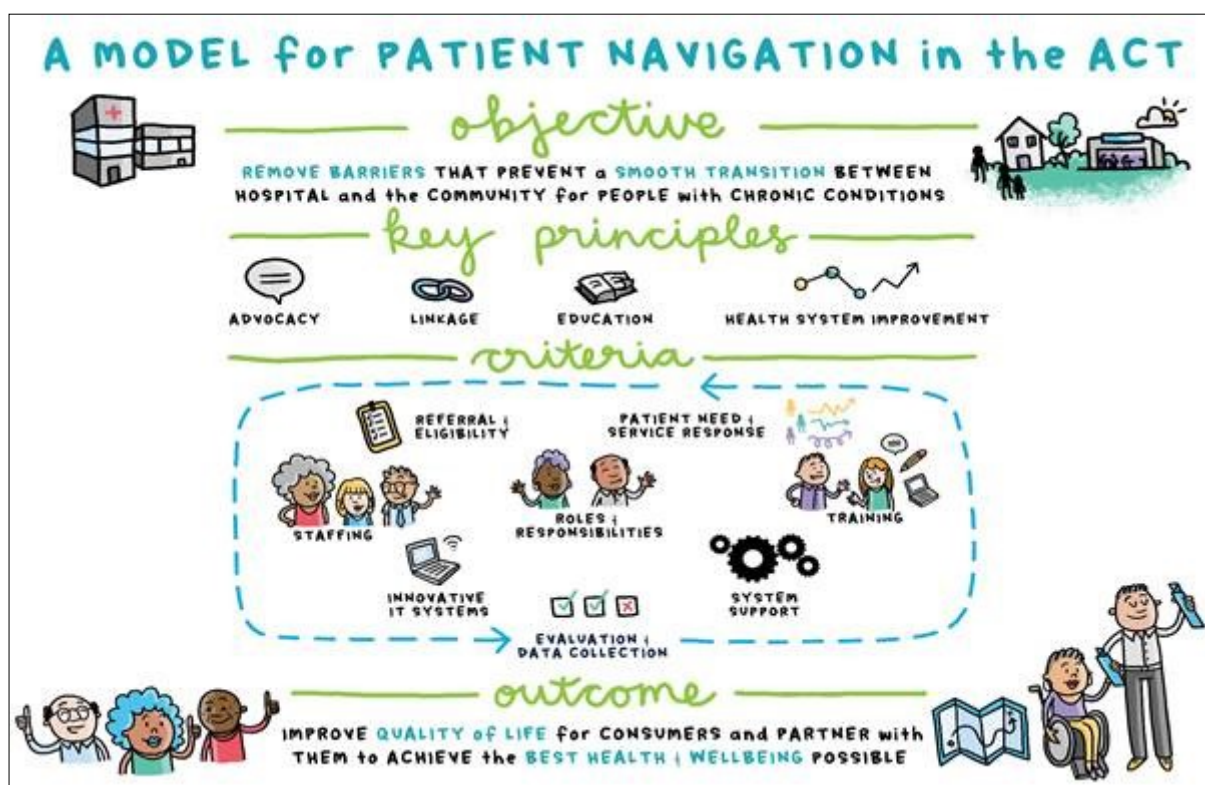 A MODEL for PATIENT NAVIGATION in the ACT
objective
REMOVE BARRIERS THAT PREVENT a SMOOTH TRANSITION BETWEEN
HOSPITAL and the COMMUNITY for PEOPLE with CHRONIC CONDITIONS
key principles
ADVOCACY
LINKAGE
EDUCATION
HEALTH SYSTEM IMPROVEMENT
criteria
REFERRAL &
ELIGIBILITY
PATIENT NEED &
SERVICE RESPONSE
STAFFING
ROLES &
RESPONSIBILITIES
TRAINING
INNOVATIVE
IT SYSTEMS
SYSTEM
SUPPORT
EVALUATION &
DATA COLLECTION
outcome
IMPROVE QUALITY of LIFE for CONSUMERS and PARTNER with
THEM to ACHIEVE the BEST HEALTH & WELLBEING POSSIBLE